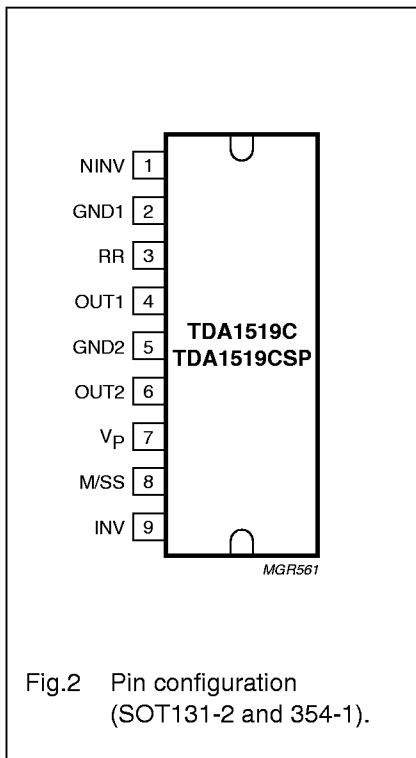 NINV 1
GND1 2
RR 3
OUT1 4
GND2 5
OUT2 6
VP 7
M/SS 8
INV 9
TDA1519C
TDA1519CSP
MGR561
Fig.2 Pin configuration
(SOT131-2 and 354-1).